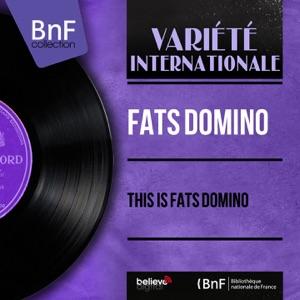 BnF
collection
VARIÉTÉ
INTERNATIONALE
FATS DOMINO
THIS IS FATS DOMINO
believe
digital
{BnF
Bibliothèque
nationale de France